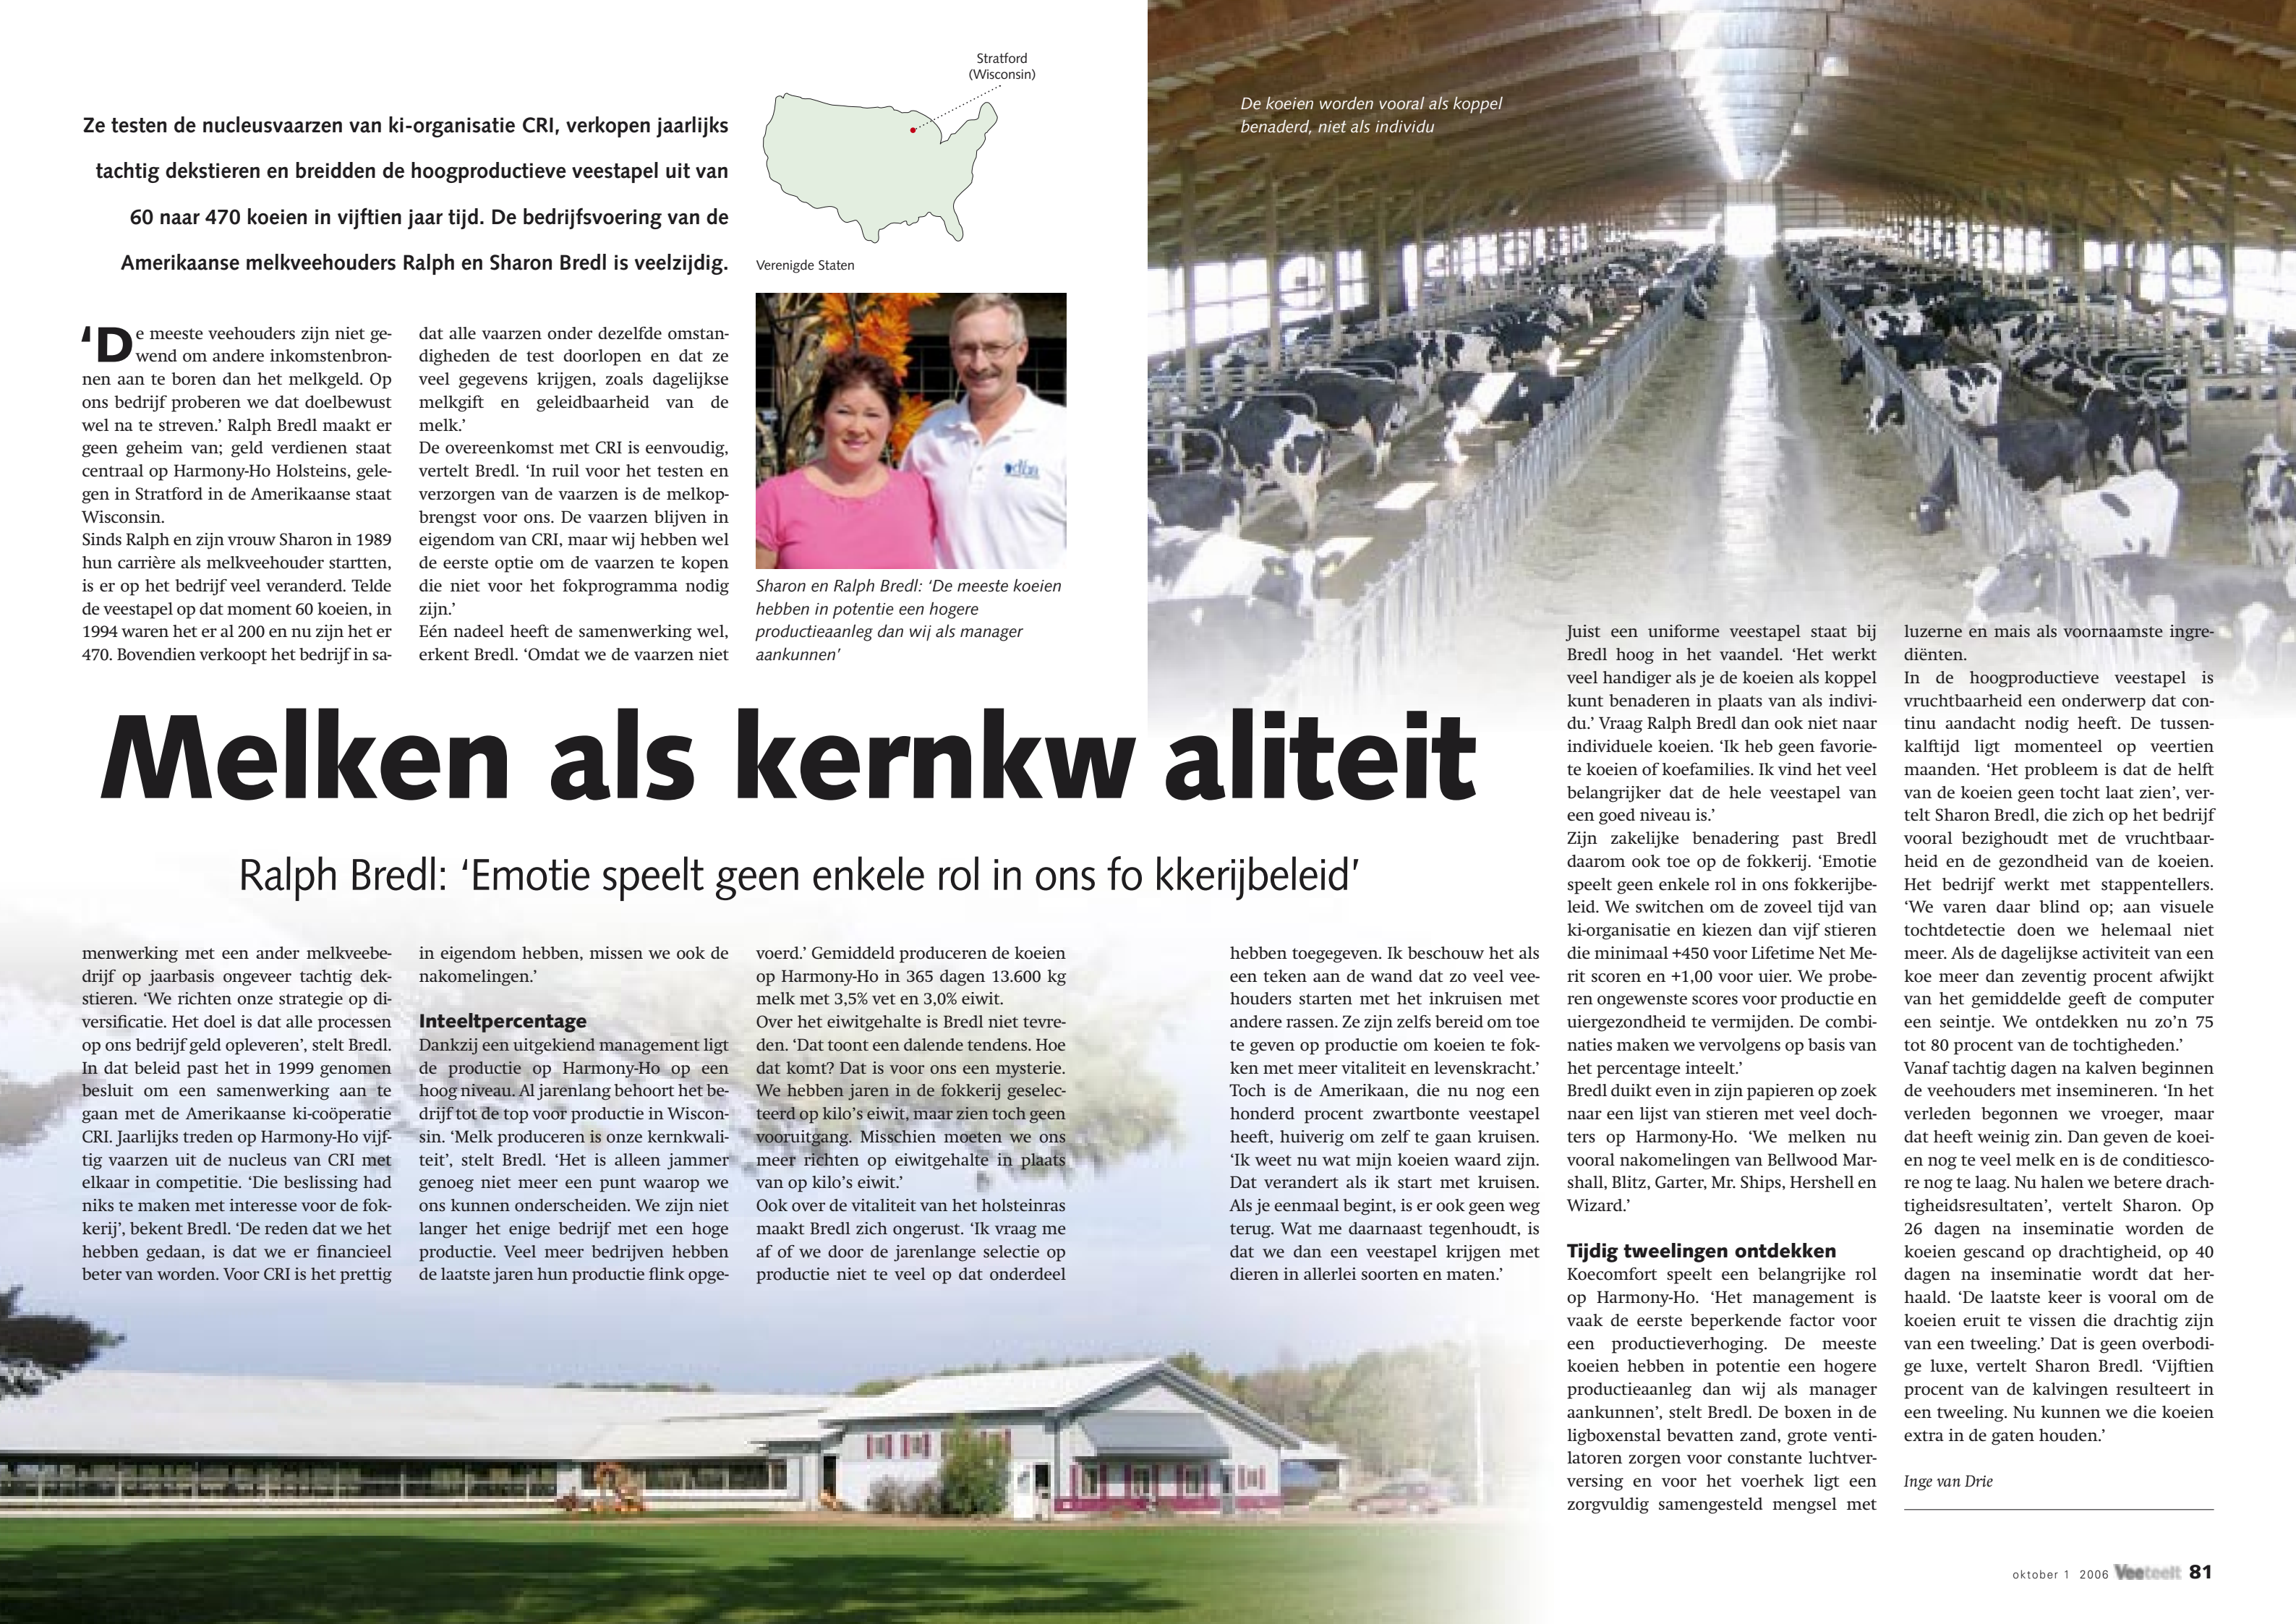 Stratford
(Wisconsin)
Ze testen de nucleusvaarzen van ki-organisatie CRI, verkopen jaarlijks
tachtig dekstieren en breidden de hoogproductieve veestapel uit van
60 naar 470 koeien in vijftien jaar tijd. De bedrijfsvoering van de
Amerikaanse melkveehouders Ralph en Sharon Bredl is veelzijdig.
Verenigde Staten
De koeien worden vooral als koppel
benaderd, niet als individu
‘De meeste veehouders zijn niet ge-
wend om andere inkomstenbron-
nen aan te boren dan het melkgeld. Op
ons bedrijf proberen we dat doelbewust
wel na te streven.’ Ralph Bredl maakt er
geen geheim van; geld verdienen staat
centraal op Harmony-Ho Holsteins, gele-
gen in Stratford in de Amerikaanse staat
Wisconsin.
Sinds Ralph en zijn vrouw Sharon in 1989
hun carrière als melkveehouder startten,
is er op het bedrijf veel veranderd. Telde
de veestapel op dat moment 60 koeien, in
1994 waren het er al 200 en nu zijn het er
470. Bovendien verkoopt het bedrijf in sa-
dat alle vaarzen onder dezelfde omstan-
digheden de test doorlopen en dat ze
veel gegevens krijgen, zoals dagelijkse
melkgift en geleidbaarheid van de
melk.’
De overeenkomst met CRI is eenvoudig,
vertelt Bredl. ‘In ruil voor het testen en
verzorgen van de vaarzen is de melkop-
brengst voor ons. De vaarzen blijven in
eigendom van CRI, maar wij hebben wel
de eerste optie om de vaarzen te kopen
die niet voor het fokprogramma nodig
zijn.’
Eén nadeel heeft de samenwerking wel,
erkent Bredl. ‘Omdat we de vaarzen niet
dba
Sharon en Ralph Bredl: ‘De meeste koeien
hebben in potentie een hogere
productieaanleg dan wij als manager
aankunnen’
Melken als kernkw aliteit
Ralph Bredl: ‘Emotie speelt geen enkele rol in ons fo kkerijbeleid’
menwerking met een ander melkveebe-
drijf op jaarbasis ongeveer tachtig dek-
stieren. ‘We richten onze strategie op di-
versificatie. Het doel is dat alle processen
op ons bedrijf geld opleveren’, stelt Bredl.
In dat beleid past het in 1999 genomen
besluit om een samenwerking aan te
gaan met de Amerikaanse ki-coöperatie
CRI. Jaarlijks treden op Harmony-Ho vijf-
tig vaarzen uit de nucleus van CRI met
elkaar in competitie. ‘Die beslissing had
niks te maken met interesse voor de fok-
kerij’, bekent Bredl. ‘De reden dat we het
hebben gedaan, is dat we er financieel
beter van worden. Voor CRI is het prettig
in eigendom hebben, missen we ook de
nakomelingen.’
Inteeltpercentage
Dankzij een uitgekiend management ligt
de productie op Harmony-Ho op een
hoog niveau. Al jarenlang behoort het be-
drijf tot de top voor productie in Wiscon-
sin. ‘Melk produceren is onze kernkwali-
teit’, stelt Bredl. ‘Het is alleen jammer
genoeg niet meer een punt waarop we
ons kunnen onderscheiden. We zijn niet
langer het enige bedrijf met een hoge
productie. Veel meer bedrijven hebben
de laatste jaren hun productie flink opge-
voerd.’ Gemiddeld produceren de koeien
op Harmony-Ho in 365 dagen 13.600 kg
melk met 3,5% vet en 3,0% eiwit.
Over het eiwitgehalte is Bredl niet tevre-
den. ‘Dat toont een dalende tendens. Hoe
dat komt? Dat is voor ons een mysterie.
We hebben jaren in de fokkerij geselec-
teerd op kilo’s eiwit, maar zien toch geen
vooruitgang. Misschien moeten we ons
meer richten op eiwitgehalte in plaats
van op kilo’s eiwit.’
Ook over de vitaliteit van het holsteinras
maakt Bredl zich ongerust. ‘Ik vraag me
af of we door de jarenlange selectie op
productie niet te veel op dat onderdeel
hebben toegegeven. Ik beschouw het als
een teken aan de wand dat zo veel vee-
houders starten met het inkruisen met
andere rassen. Ze zijn zelfs bereid om toe
te geven op productie om koeien te fok-
ken met meer vitaliteit en levenskracht.’
Toch is de Amerikaan, die nu nog een
honderd procent zwartbonte veestapel
heeft, huiverig om zelf te gaan kruisen.
‘Ik weet nu wat mijn koeien waard zijn.
Dat verandert als ik start met kruisen.
Als je eenmaal begint, is er ook geen weg
terug. Wat me daarnaast tegenhoudt, is
dat we dan een veestapel krijgen met
dieren in allerlei soorten en maten.’
Juist een uniforme veestapel staat bij
Bredl hoog in het vaandel. ‘Het werkt
veel handiger als je de koeien als koppel
kunt benaderen in plaats van als indivi-
du.’ Vraag Ralph Bredl dan ook niet naar
individuele koeien. ‘Ik heb geen favorie-
te koeien of koefamilies. Ik vind het veel
belangrijker dat de hele veestapel van
een goed niveau is.’
Zijn zakelijke benadering past Bredl
daarom ook toe op de fokkerij. ‘Emotie
speelt geen enkele rol in ons fokkerijbe-
leid. We switchen om de zoveel tijd van
ki-organisatie en kiezen dan vijf stieren
die minimaal +450 voor Lifetime Net Me-
rit scoren en +1,00 voor uier. We probe-
ren ongewenste scores voor productie en
uiergezondheid te vermijden. De combi-
naties maken we vervolgens op basis van
het percentage inteelt.’
Bredl duikt even in zijn papieren op zoek
naar een lijst van stieren met veel doch-
ters op Harmony-Ho. ‘We melken nu
vooral nakomelingen van Bellwood Mar-
shall, Blitz, Garter, Mr. Ships, Hershell en
Wizard.’
Tijdig tweelingen ontdekken
Koecomfort speelt een belangrijke rol
op Harmony-Ho. ‘Het management is
vaak de eerste beperkende factor voor
een productieverhoging. De meeste
koeien hebben in potentie een hogere
productieaanleg dan wij als manager
aankunnen’, stelt Bredl. De boxen in de
ligboxenstal bevatten zand, grote venti-
latoren zorgen voor constante luchtver-
versing en voor het voerhek ligt een
zorgvuldig samengesteld mengsel met
luzerne en mais als voornaamste ingre-
diënten.
In de hoogproductieve veestapel is
vruchtbaarheid een onderwerp dat con-
tinu aandacht nodig heeft. De tussen-
kalftijd ligt momenteel op veertien
maanden. ‘Het probleem is dat de helft
van de koeien geen tocht laat zien’, ver-
telt Sharon Bredl, die zich op het bedrijf
vooral bezighoudt met de vruchtbaar-
heid en de gezondheid van de koeien.
Het bedrijf werkt met stappentellers.
‘We varen daar blind op; aan visuele
tochtdetectie doen we helemaal niet
meer. Als de dagelijkse activiteit van een
koe meer dan zeventig procent afwijkt
van het gemiddelde geeft de computer
een seintje. We ontdekken nu zo’n 75
tot 80 procent van de tochtigheden.’
Vanaf tachtig dagen na kalven beginnen
de veehouders met insemineren. ‘In het
verleden begonnen we vroeger, maar
dat heeft weinig zin. Dan geven de koei-
en nog te veel melk en is de conditiesco-
re nog te laag. Nu halen we betere drach-
tigheidsresultaten’, vertelt Sharon. Op
26 dagen na inseminatie worden de
koeien gescand op drachtigheid, op 40
dagen na inseminatie wordt dat her-
haald. ‘De laatste keer is vooral om de
koeien eruit te vissen die drachtig zijn
van een tweeling.’ Dat is geen overbodi-
ge luxe, vertelt Sharon Bredl. ‘Vijftien
procent van de kalvingen resulteert in
een tweeling. Nu kunnen we die koeien
extra in de gaten houden.’
Inge van Drie
oktober 1 2006 Veeteelt 81